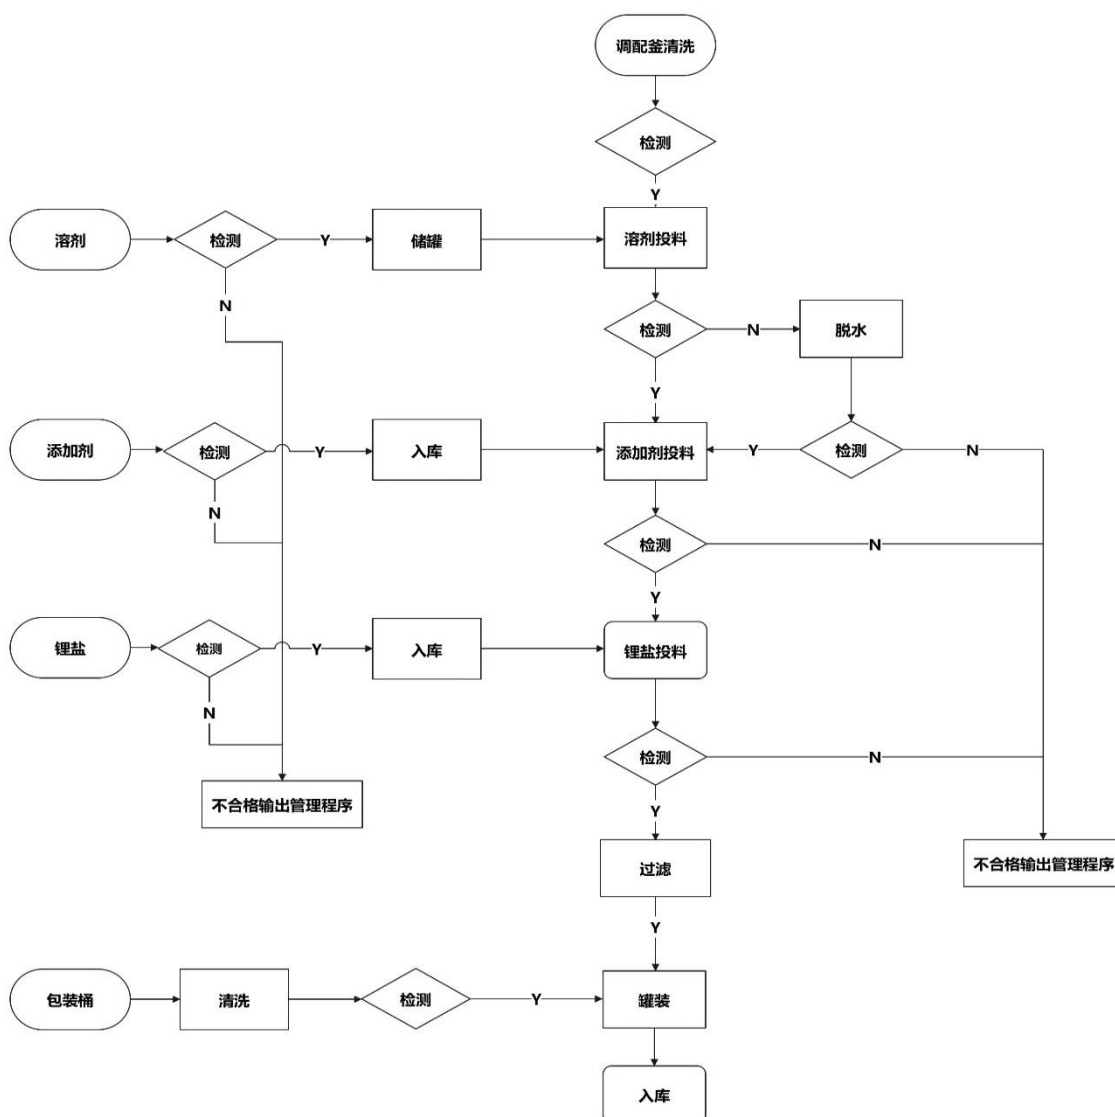 调配釜清洗
检测
Y
溶剂
检测
Y
储罐
溶剂投料
N
检测
N
脱水
Y
添加剂
检测
Y
入库
添加剂投料
Y
检测
N
N
检测
N
Y
锂盐
检测
Y
入库
锂盐投料
N
检测
N
不合格输出管理程序
Y
过滤
不合格输出管理程序
Y
包装桶
清洗
检测
Y
罐装
入库